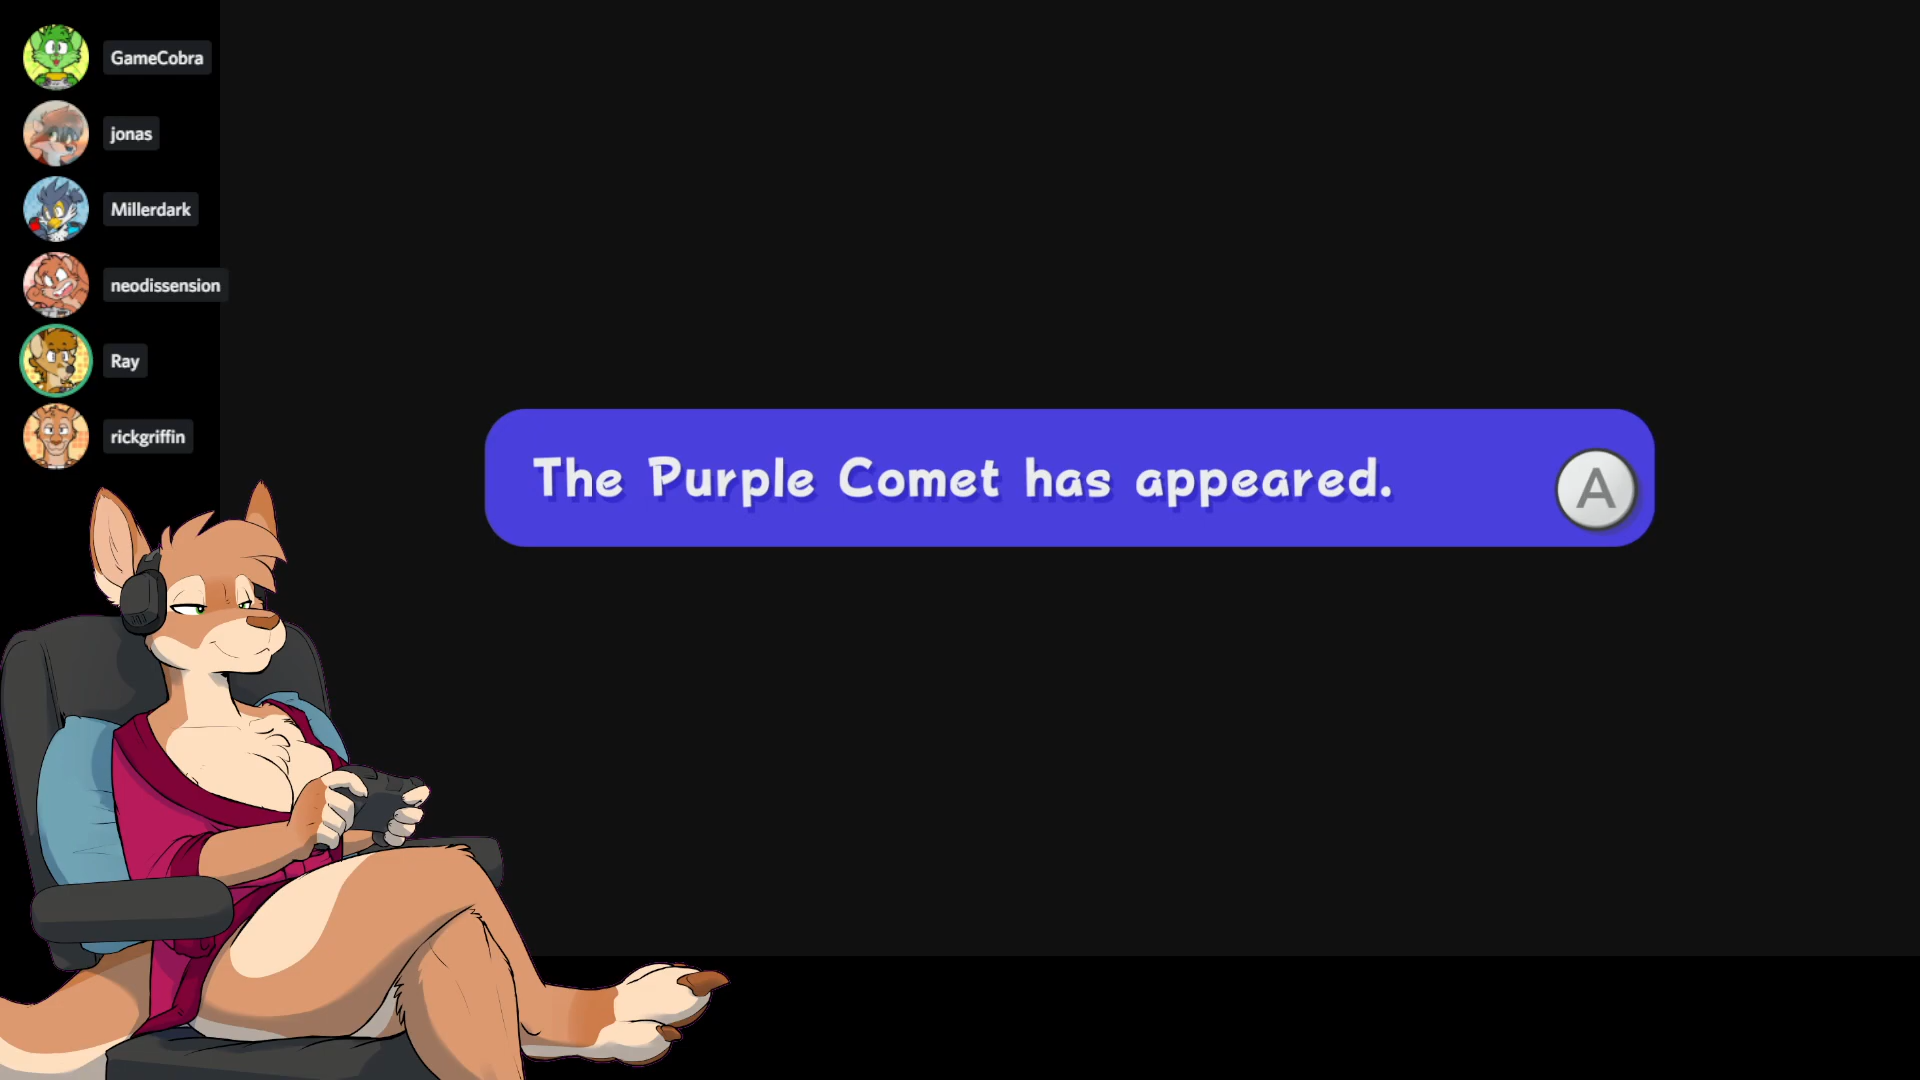 GameCobra
jonas
Millerdark
neodissension
Ray
rickgriffin
The Purple Comet has appeared.
A